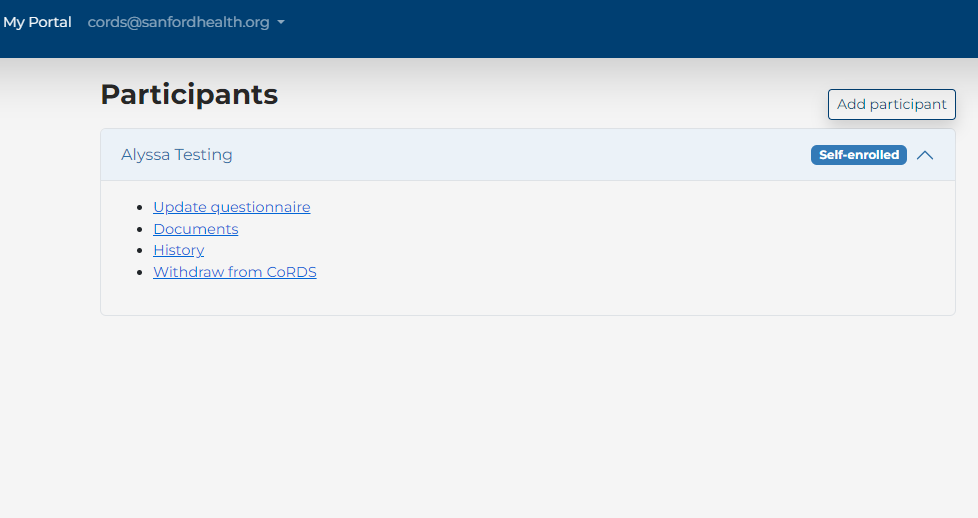 My Portal cords@sanfordhealth.org
Participants
Add participant
Alyssa Testing Self-enrolled
Update questionnaire
Documents
History
Withdraw from CoRDS